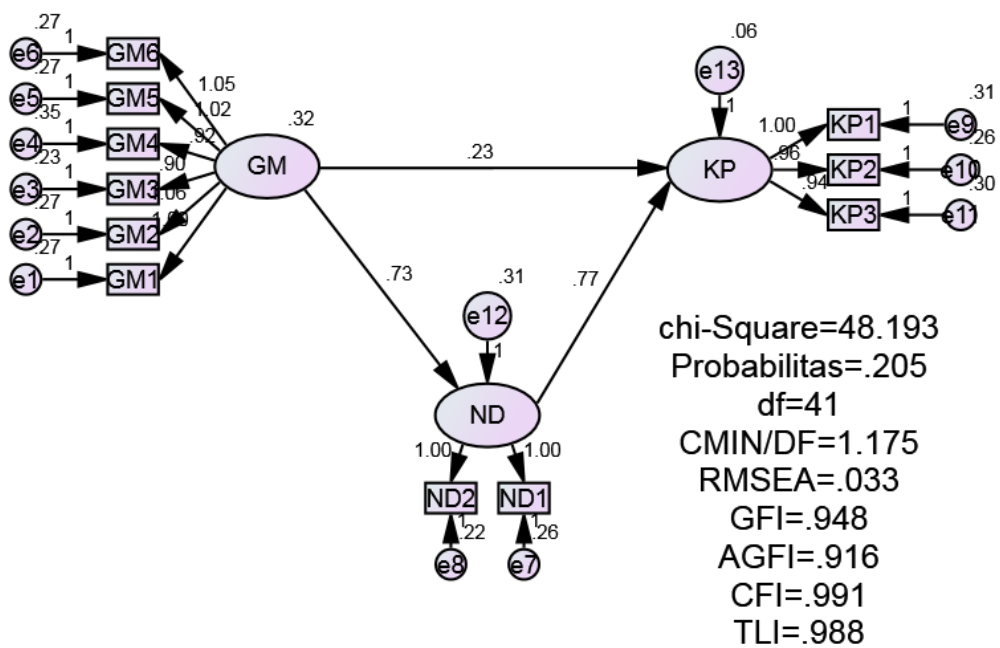 .27
e6
1
GM6
.27
e5
1
GM5
.35
e4
1
GM4
.23
e3
1
GM3
.27
e2
1
GM2
.27
e1
1
GM1
1.05
1.02
.92
.90
1.06
.32
GM
.23
.73
.77
.06
e13
1
KP
1.00
.96
.94
KP1
1
e9
.31
KP2
1
e10
.26
KP3
1
e11
.30
.31
e12
1
ND
1.00
1.00
ND2
ND1
1
.22
1
.26
e8
e7
chi-Square=48.193
Probabilitas=.205
df=41
CMIN/DF=1.175
RMSEA=.033
GFI=.948
AGFI=.916
CFI=.991
TLI=.988